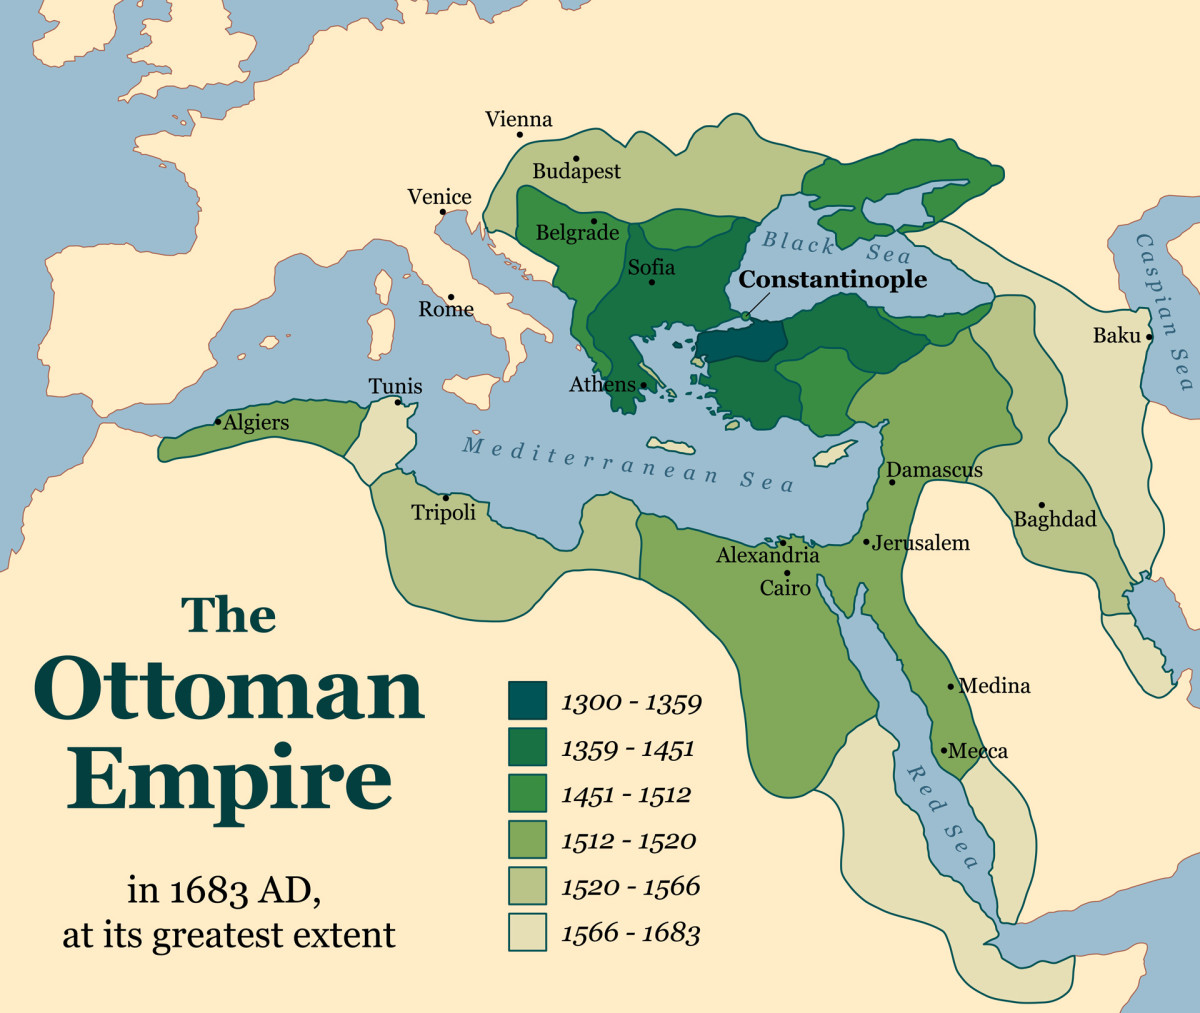 Vienna
Budapest
Venice
Belgrade
Black Sea
Caspian Sea
Sofia
Constantinople
Rome
Baku
Athens
Tunis
Algiers
Mediterranean Sea
Damascus
Tripoli
Baghdad
Alexandria
Jerusalem
Cairo
The
Ottoman
Empire
in 1683 AD,
at its greatest extent
1300 - 1359
1359 - 1451
1451 - 1512
1512 - 1520
1520 - 1566
1566 - 1683
Medina
Mecca
Red Sea